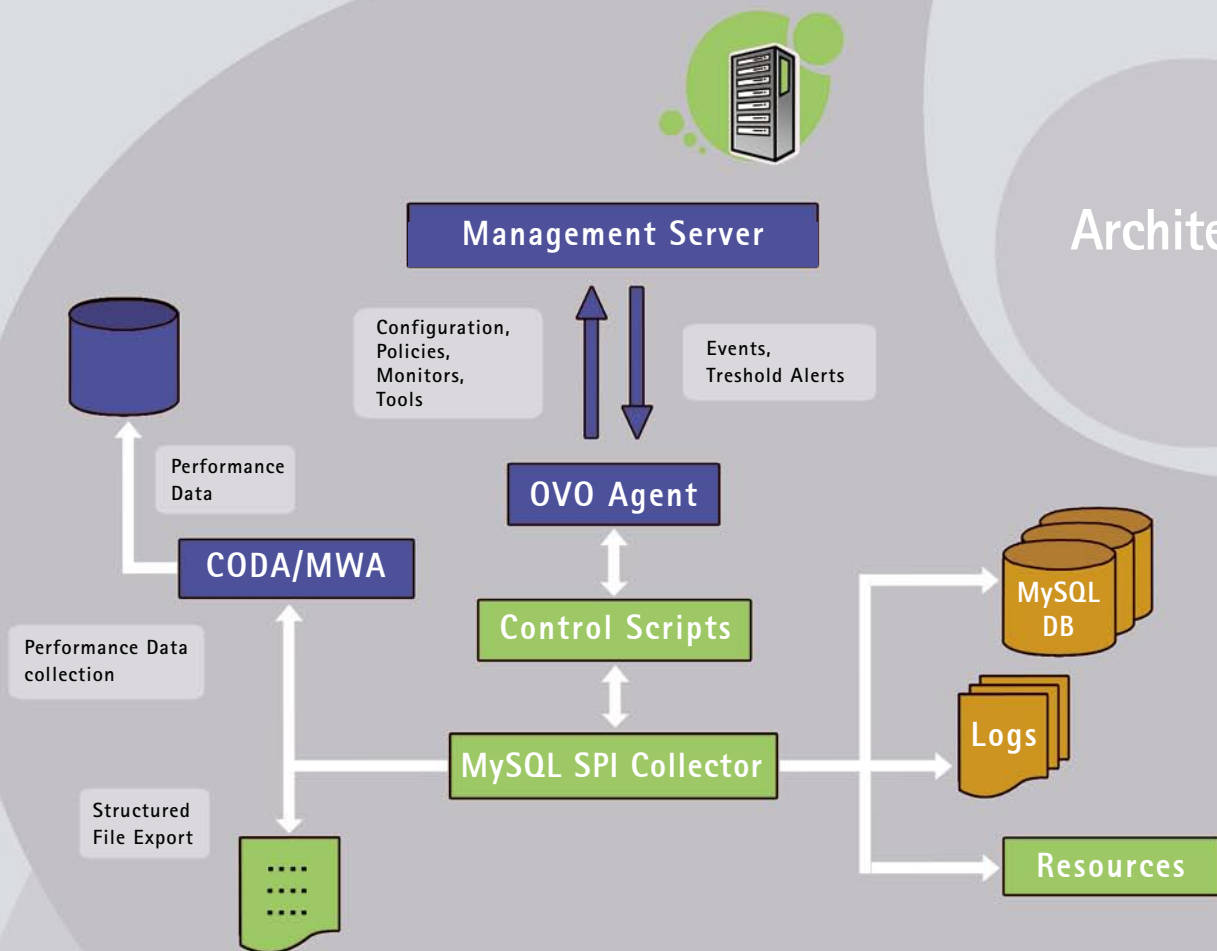 Management Server
Archite
Configuration,
Policies,
Monitors,
Tools
Events,
Treshold Alerts
Performance
Data
OVO Agent
CODA/MWA
MySQL
DB
Control Scripts
Performance Data
collection
Logs
MySQL SPI Collector
Structured
File Export
Resources